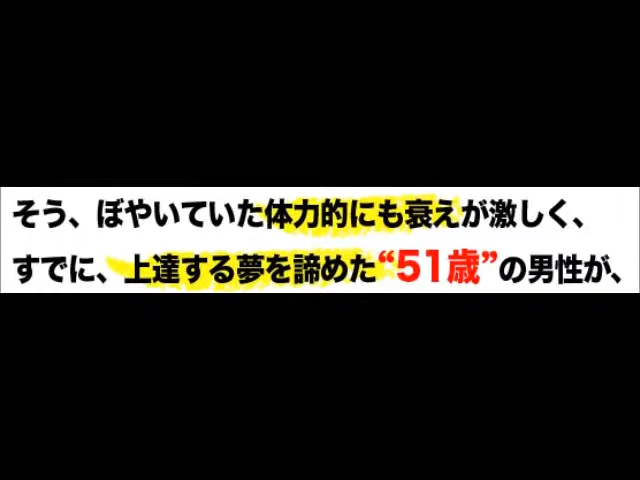 そう、ぼやいていた体力的にも衰えが激しく、
すでに、上達する夢を諦めた“51歳”の男性が、